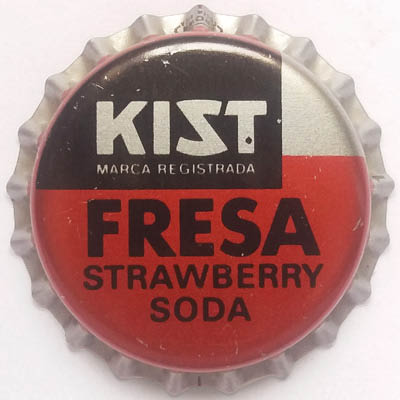 KIST
MARCA REGISTRADA
FRESA
STRAWBERRY
SODA